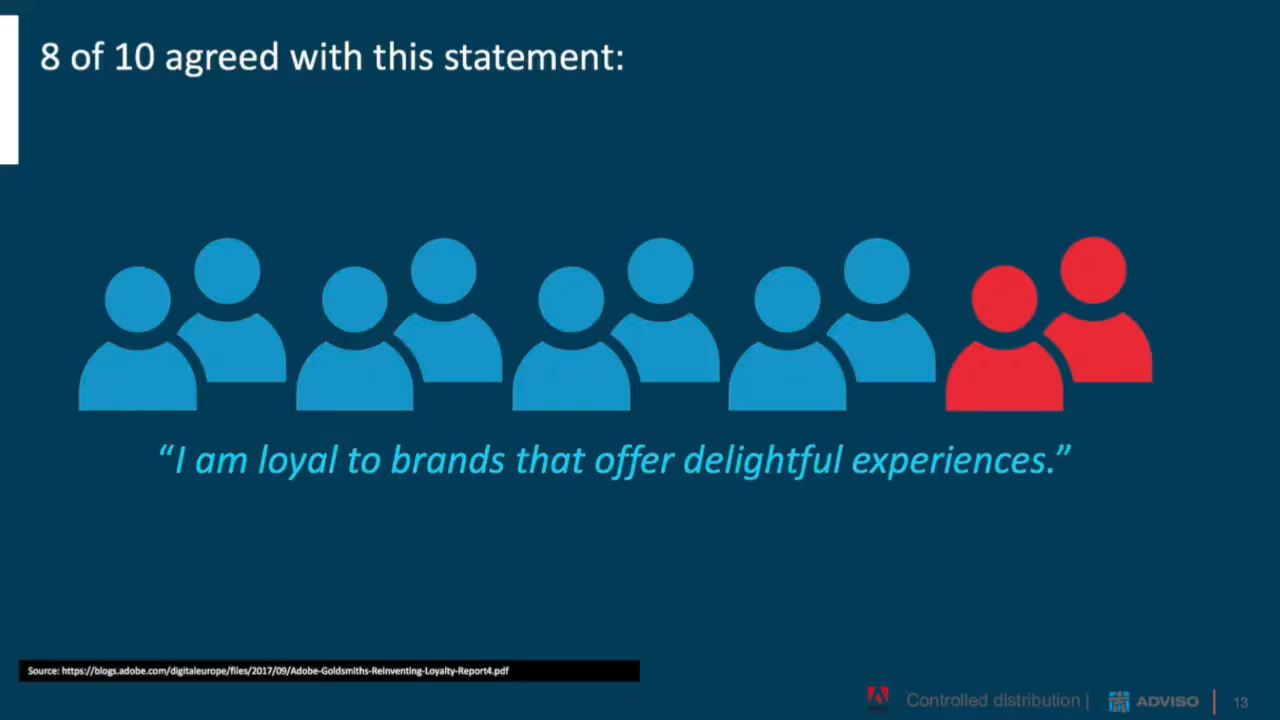 8 of 10 agreed with this statement:
“I am loyal to brands that offer delightful experiences.”
Source: https://blogs.adobe.com/digitaleurope/files/2017/09/Adobe-Goldsmiths-Reinventing-Loyalty-Report4.pdf
Controlled distribution | ADVISO | 13